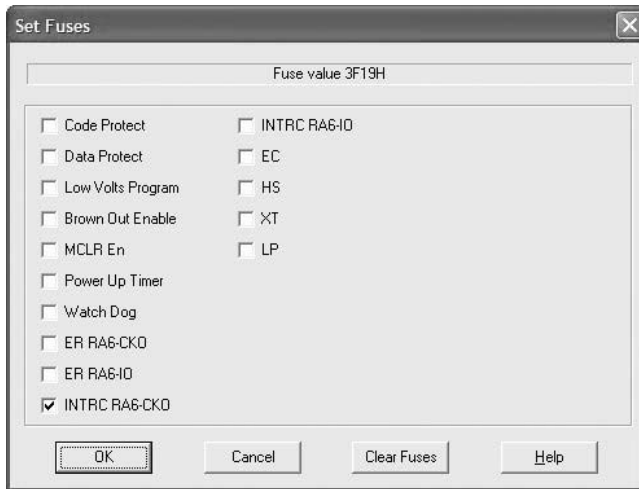 Set Fuses
Fuse value 3F19H
Code Protect
Data Protect
Low Volts Program
Brown Out Enable
MCLR En
Power Up Timer
Watch Dog
ER RA6-CKO
ER RA6-IO
INTRC RA6-CKO
INTRC RA6-IO
EC
HS
XT
LP
OK
Cancel
Clear Fuses
Help